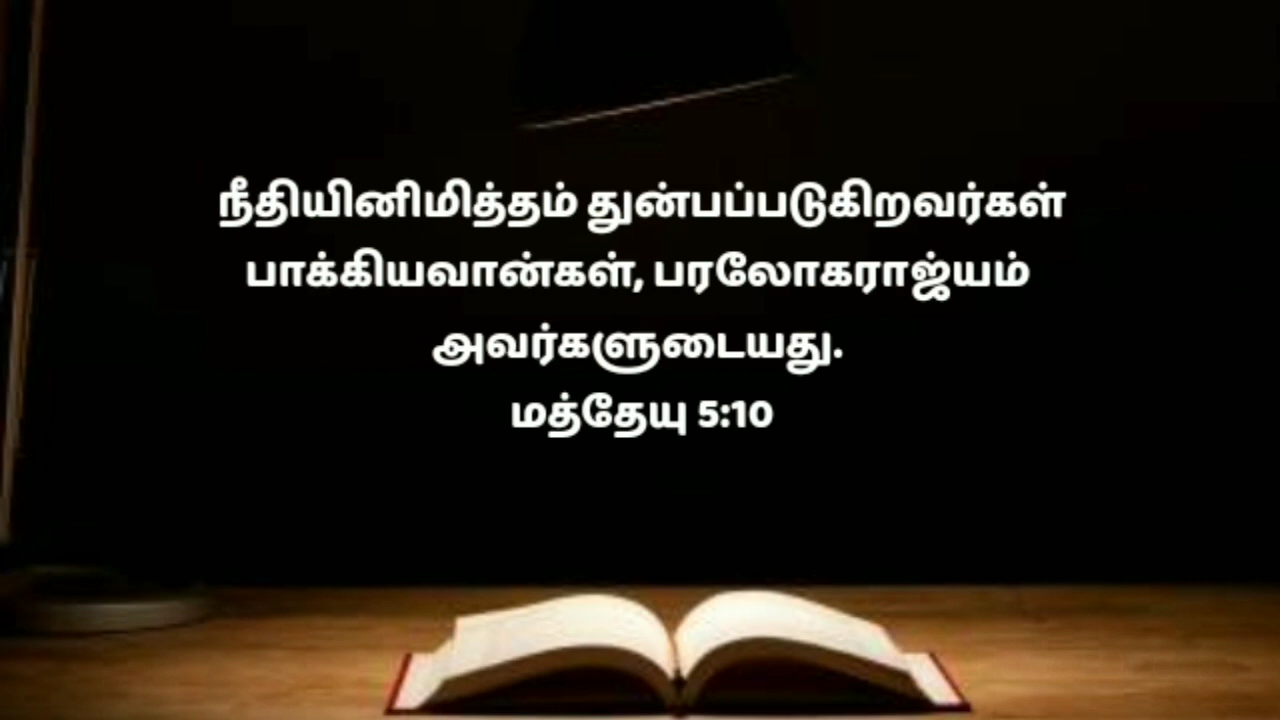 நீதியினிமித்தம் துன்பப்படுகிறவர்கள்
பாக்கியவான்கள், பரலோகராஜ்யம்
அவர்களுடையது.
மத்தேயு 5:10